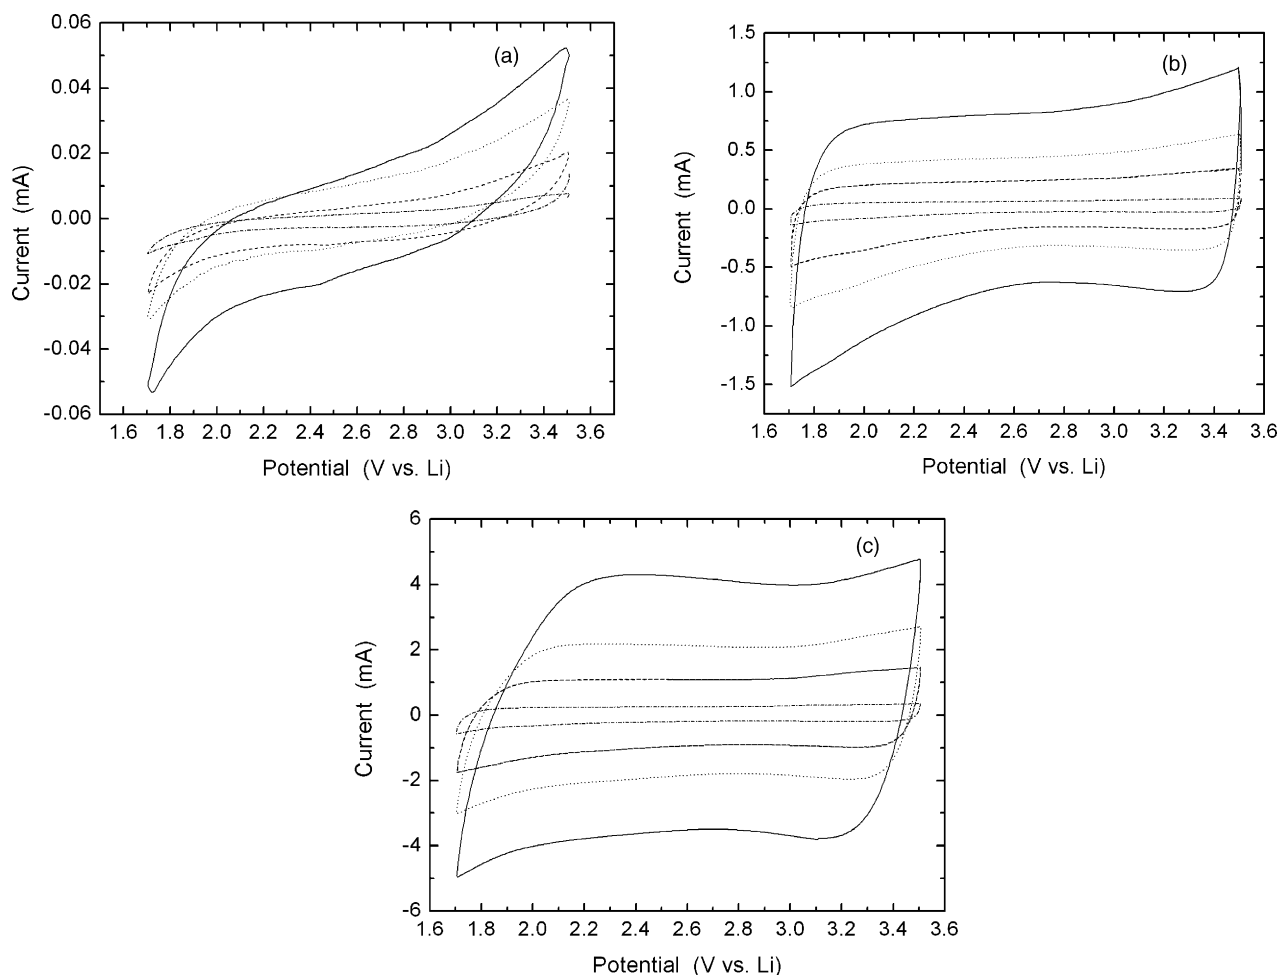 (a)
0.06
0.04
0.02
0.00
-0.02
-0.04
-0.06
Current (mA)
1.6 1.8 2.0 2.2 2.4 2.6 2.8 3.0 3.2 3.4 3.6
Potential (V vs. Li)
(b)
1.5
1.0
0.5
0.0
-0.5
-1.0
-1.5
Current (mA)
1.6 1.8 2.0 2.2 2.4 2.6 2.8 3.0 3.2 3.4 3.6
Potential (V vs. Li)
(c)
6
4
2
0
-2
-4
-6
Current (mA)
1.6 1.8 2.0 2.2 2.4 2.6 2.8 3.0 3.2 3.4 3.6
Potential (V vs. Li)